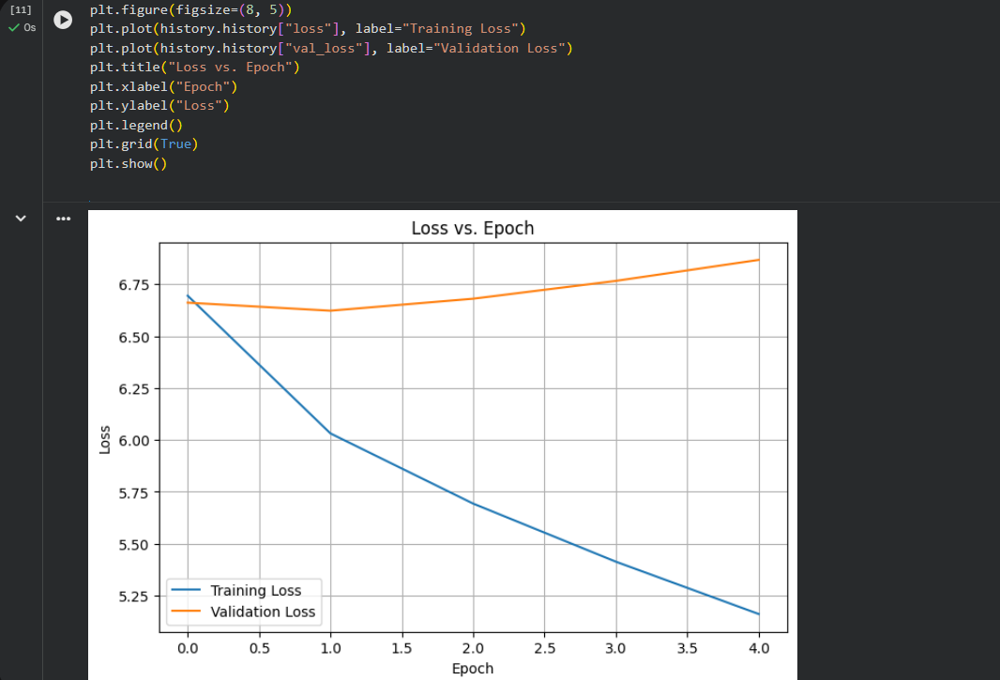 [11]
0s
plt.figure(figsize=(8, 5))
plt.plot(history.history["loss"], label="Training Loss")
plt.plot(history.history["val_loss"], label="Validation Loss")
plt.title("Loss vs. Epoch")
plt.xlabel("Epoch")
plt.ylabel("Loss")
plt.legend()
plt.grid(True)
plt.show()
Loss vs. Epoch
6.75
6.50
6.25
6.00
5.75
5.50
5.25
Loss
Training Loss
Validation Loss
0.0 0.5 1.0 1.5 2.0 2.5 3.0 3.5 4.0
Epoch